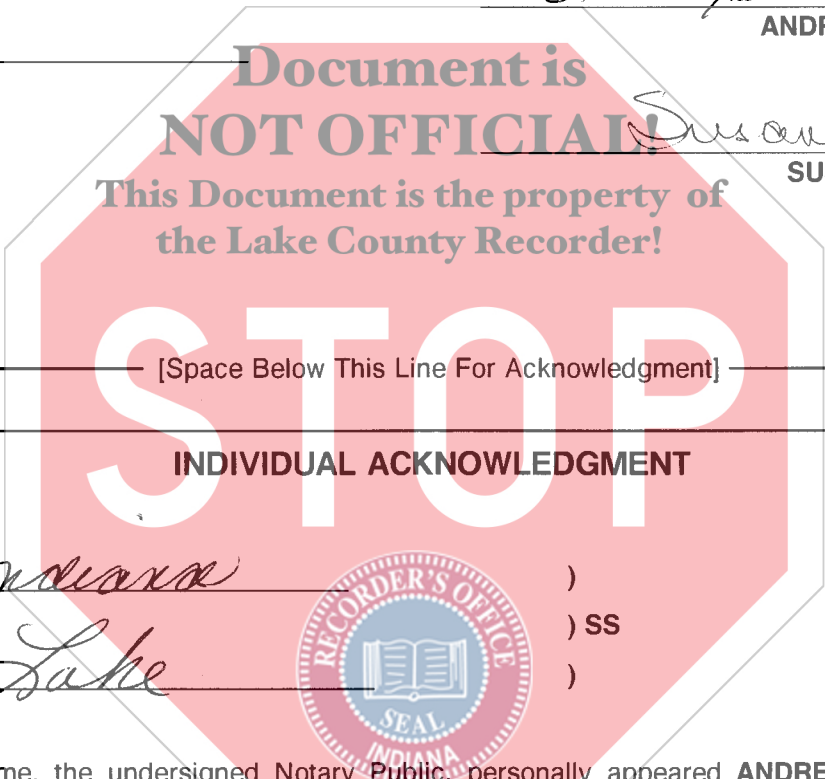 ANDR
Document is
NOT OFFICIAL!
Susan
SU
This Document is the property of
the Lake County Recorder!
STOP
[Space Below This Line For Acknowledgment]
INDIVIDUAL ACKNOWLEDGMENT
ndiana )
) SS
Lake )
RECORDER'S OFFICE
SEAL
INDIANA
me, the undersigned Notary Public, personally appeared ANDRE